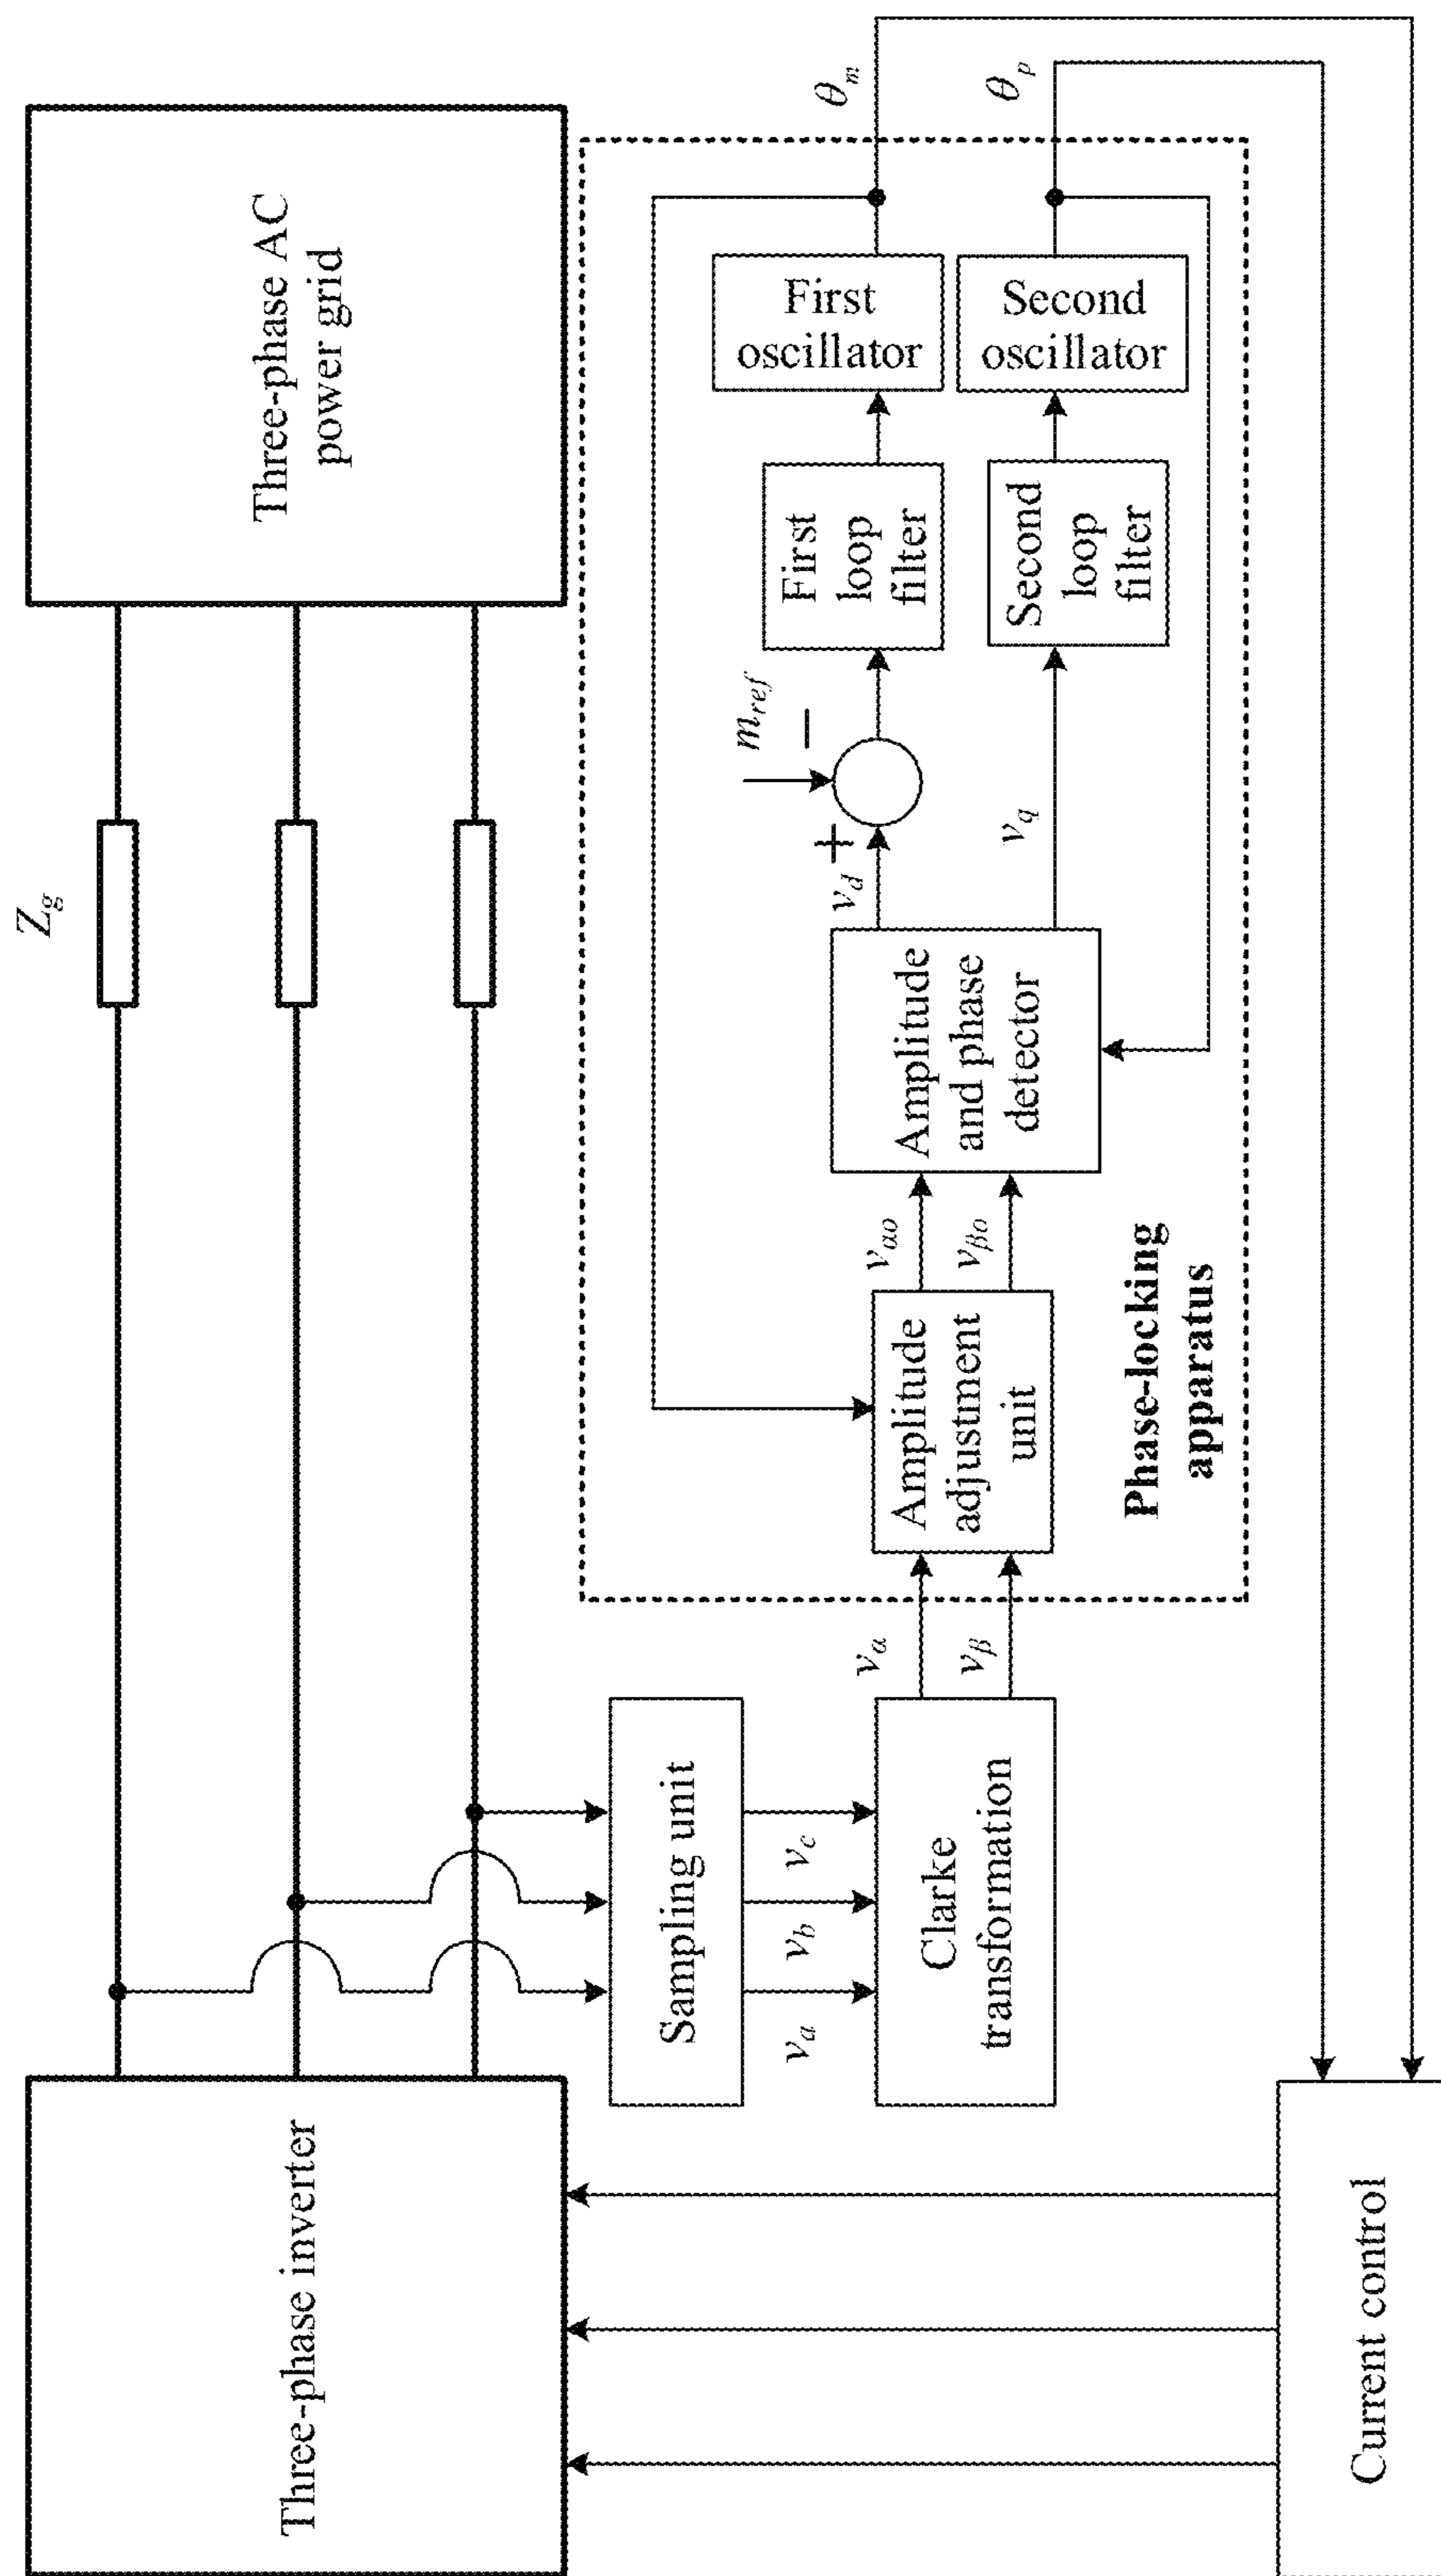 Three-phase inverter
Z_g
Three-phase AC
power grid
Sampling unit
v_a
v_b
v_c
Clarke
transformation
v_α
v_β
Amplitude
adjustment
unit
v_αo
v_βo
Amplitude
and phase
detector
v_d
+
m_ref
−
v_q
First
loop
filter
Second
loop
filter
First
oscillator
Second
oscillator
θ_m
θ_p
Phase-locking
apparatus
Current control